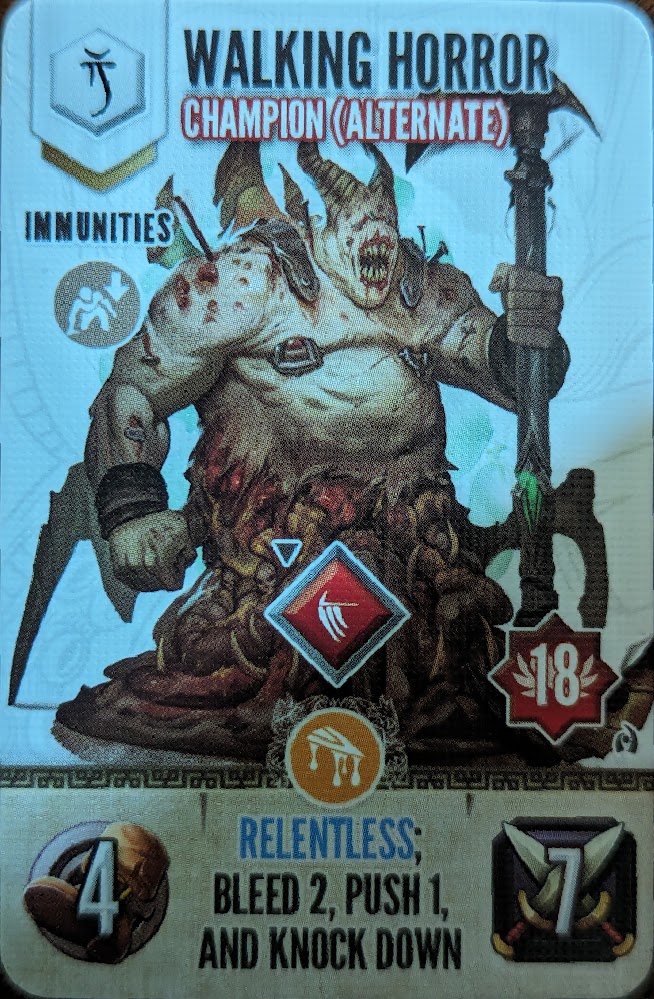 WALKING HORROR
CHAMPION (ALTERNATE)
IMMUNITIES
18
RELENTLESS;
4
BLEED 2, PUSH 1,
7
AND KNOCK DOWN